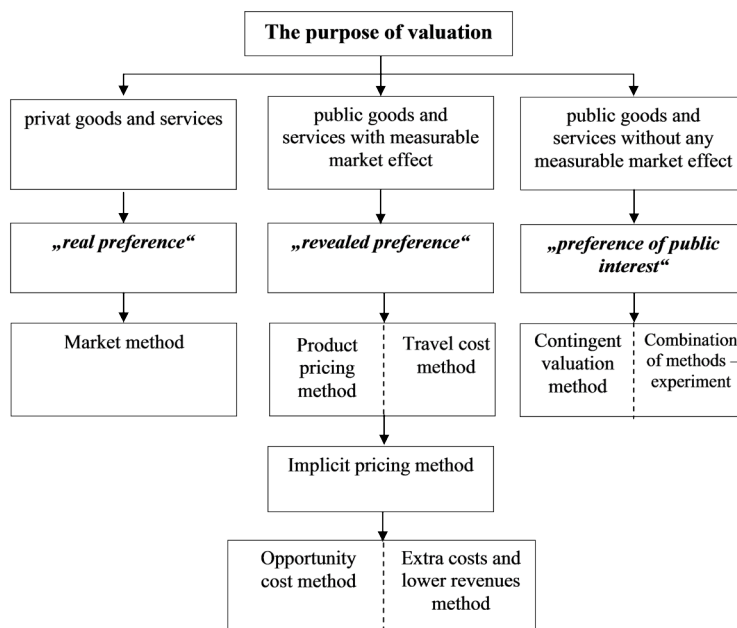 The purpose of valuation
privat goods and services
public goods and
services with measurable
market effect
public goods and
services without any
measurable market effect
„real preference“
„revealed preference“
„preference of public
interest“
Market method
Product
pricing
method
Travel cost
method
Contingent
valuation
method
Combination
of methods –
experiment
Implicit pricing method
Opportunity
cost method
Extra costs and
lower revenues
method